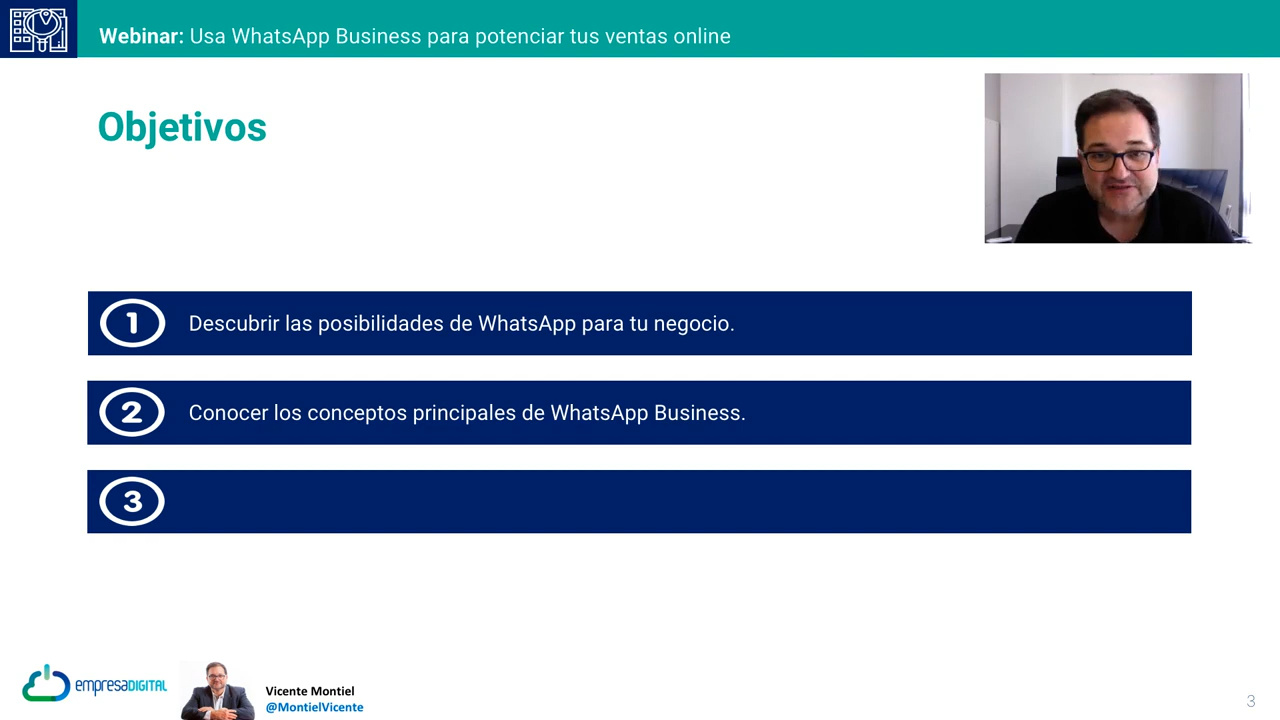 Webinar: Usa WhatsApp Business para potenciar tus ventas online
Objetivos
1 Descubrir las posibilidades de WhatsApp para tu negocio.
2 Conocer los conceptos principales de WhatsApp Business.
3
empresaDIGITAL
Vicente Montiel
@MontielVicente
3